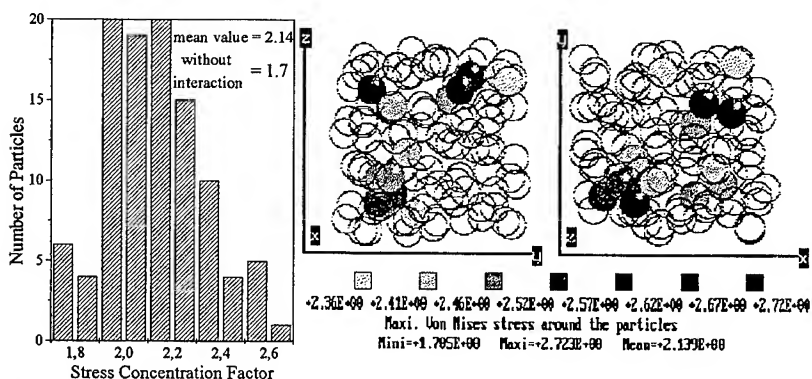 20
15
10
5
0
Number of Particles
mean value = 2.14
without
interaction = 1.7
1,8 2,0 2,2 2,4 2,6
Stress Concentration Factor
+2.36E+00 +2.41E+00 +2.46E+00 +2.52E+00 +2.57E+00 +2.62E+00 +2.67E+00 +2.72E+00
Maxi. Von Mises stress around the particles
Mini=+1.705E+00 Maxi=+2.723E+00 Mean=+2.139E+00